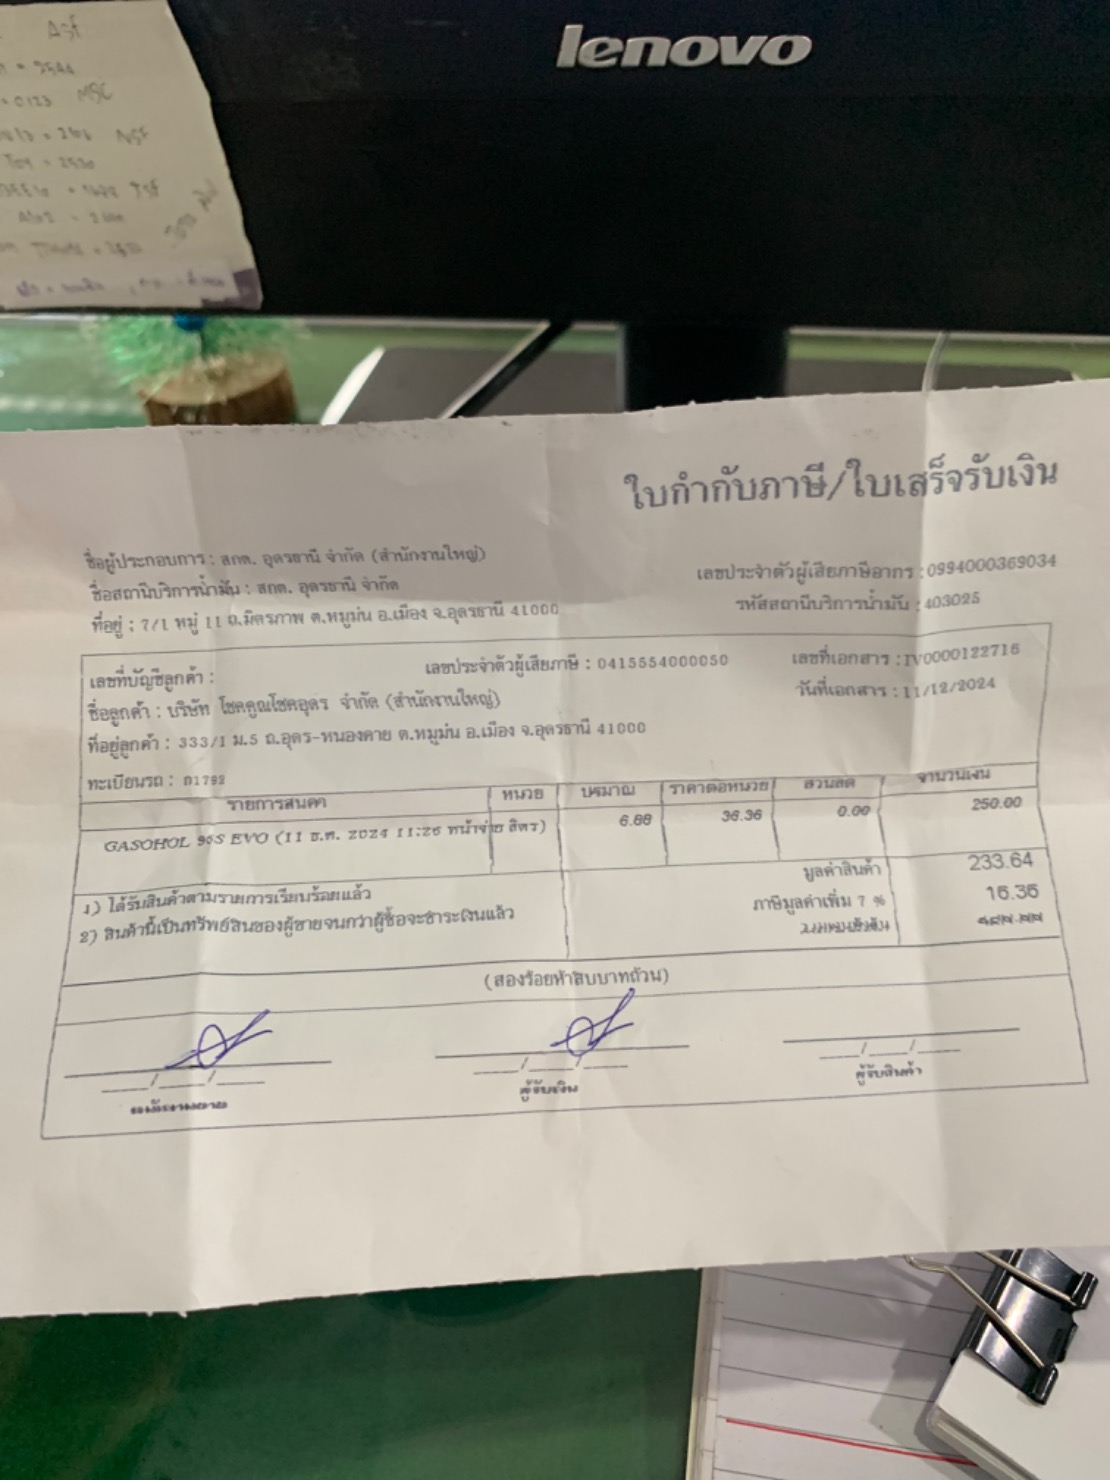 lenovo
ใบกำกับภาษี/ใบเสร็จรับเงิน
ชื่อผู้ประกอบการ : สกต. อุดรธานี จำกัด (สำนักงานใหญ่)
เลขประจำตัวผู้เสียภาษีอากร : 0994000369034
ชื่อสถานีบริการน้ำมัน : สกต. อุดรธานี จำกัด
รหัสสถานีบริการน้ำมัน : 403025
ที่อยู่ : 7/1 หมู่ 11 ถ.มิตรภาพ ต.หมูม่น อ.เมือง จ.อุดรธานี 41000
เลขที่บัญชีลูกค้า : เลขประจำตัวผู้เสียภาษี : 0415554000050 เลขที่เอกสาร : IV0000122716
ชื่อลูกค้า : บริษัท โชคคูณโชคอุดร จำกัด (สำนักงานใหญ่) วันที่เอกสาร : 11/12/2024
ที่อยู่ลูกค้า : 333/1 ม.5 ถ.อุดร-หนองคาย ต.หมูม่น อ.เมือง จ.อุดรธานี 41000
ทะเบียนรถ : ก1792
รายการสินค้า หน่วย ปริมาณ ราคาต่อหน่วย ส่วนลด จำนวนเงิน
GASOHOL 95S EVO (11 ธ.ค. 2024 11:26 หน้าจ่าย ลิตร) 6.88 36.36 0.00 250.00
1) ได้รับสินค้าตามรายการเรียบร้อยแล้ว มูลค่าสินค้า 233.64
2) สินค้านี้เป็นทรัพย์สินของผู้ขายจนกว่าผู้ซื้อจะชำระเงินแล้ว ภาษีมูลค่าเพิ่ม 7 % 16.36
(สองร้อยห้าสิบบาทถ้วน)
ผู้รับเงิน ผู้รับสินค้า